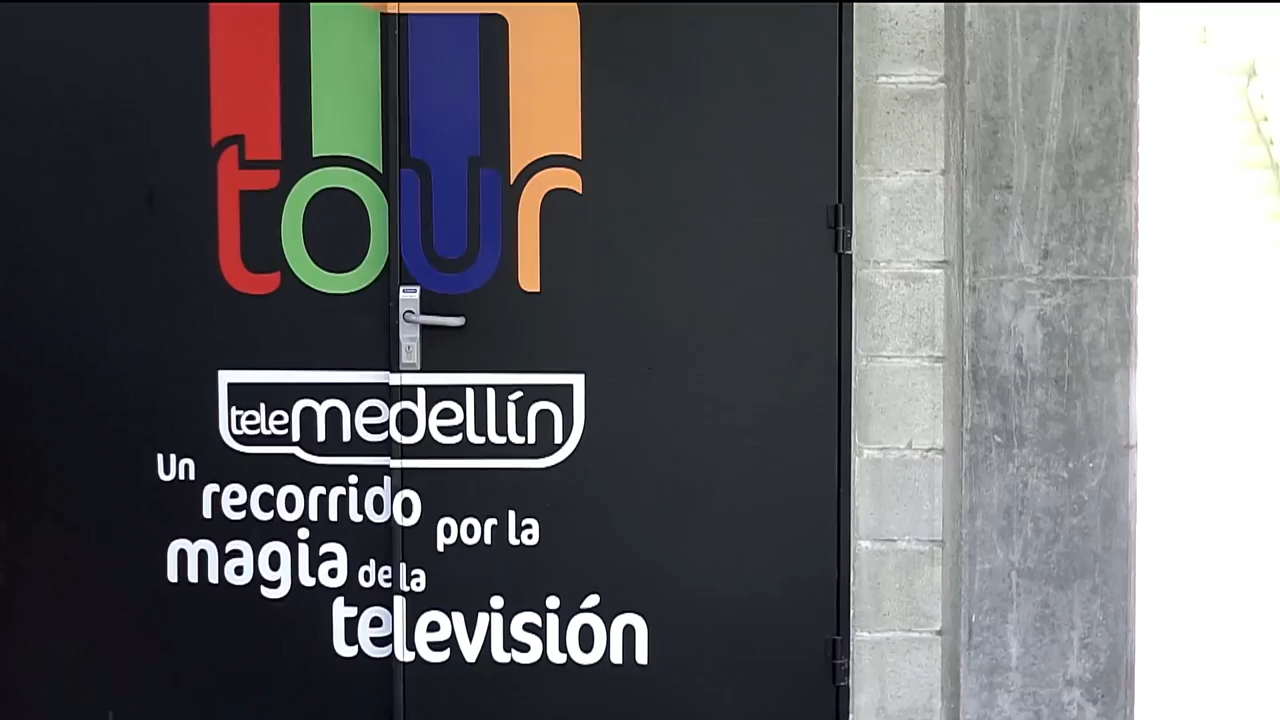 tour
telemedellín
Un
recorrido
por la
magia de la
televisión